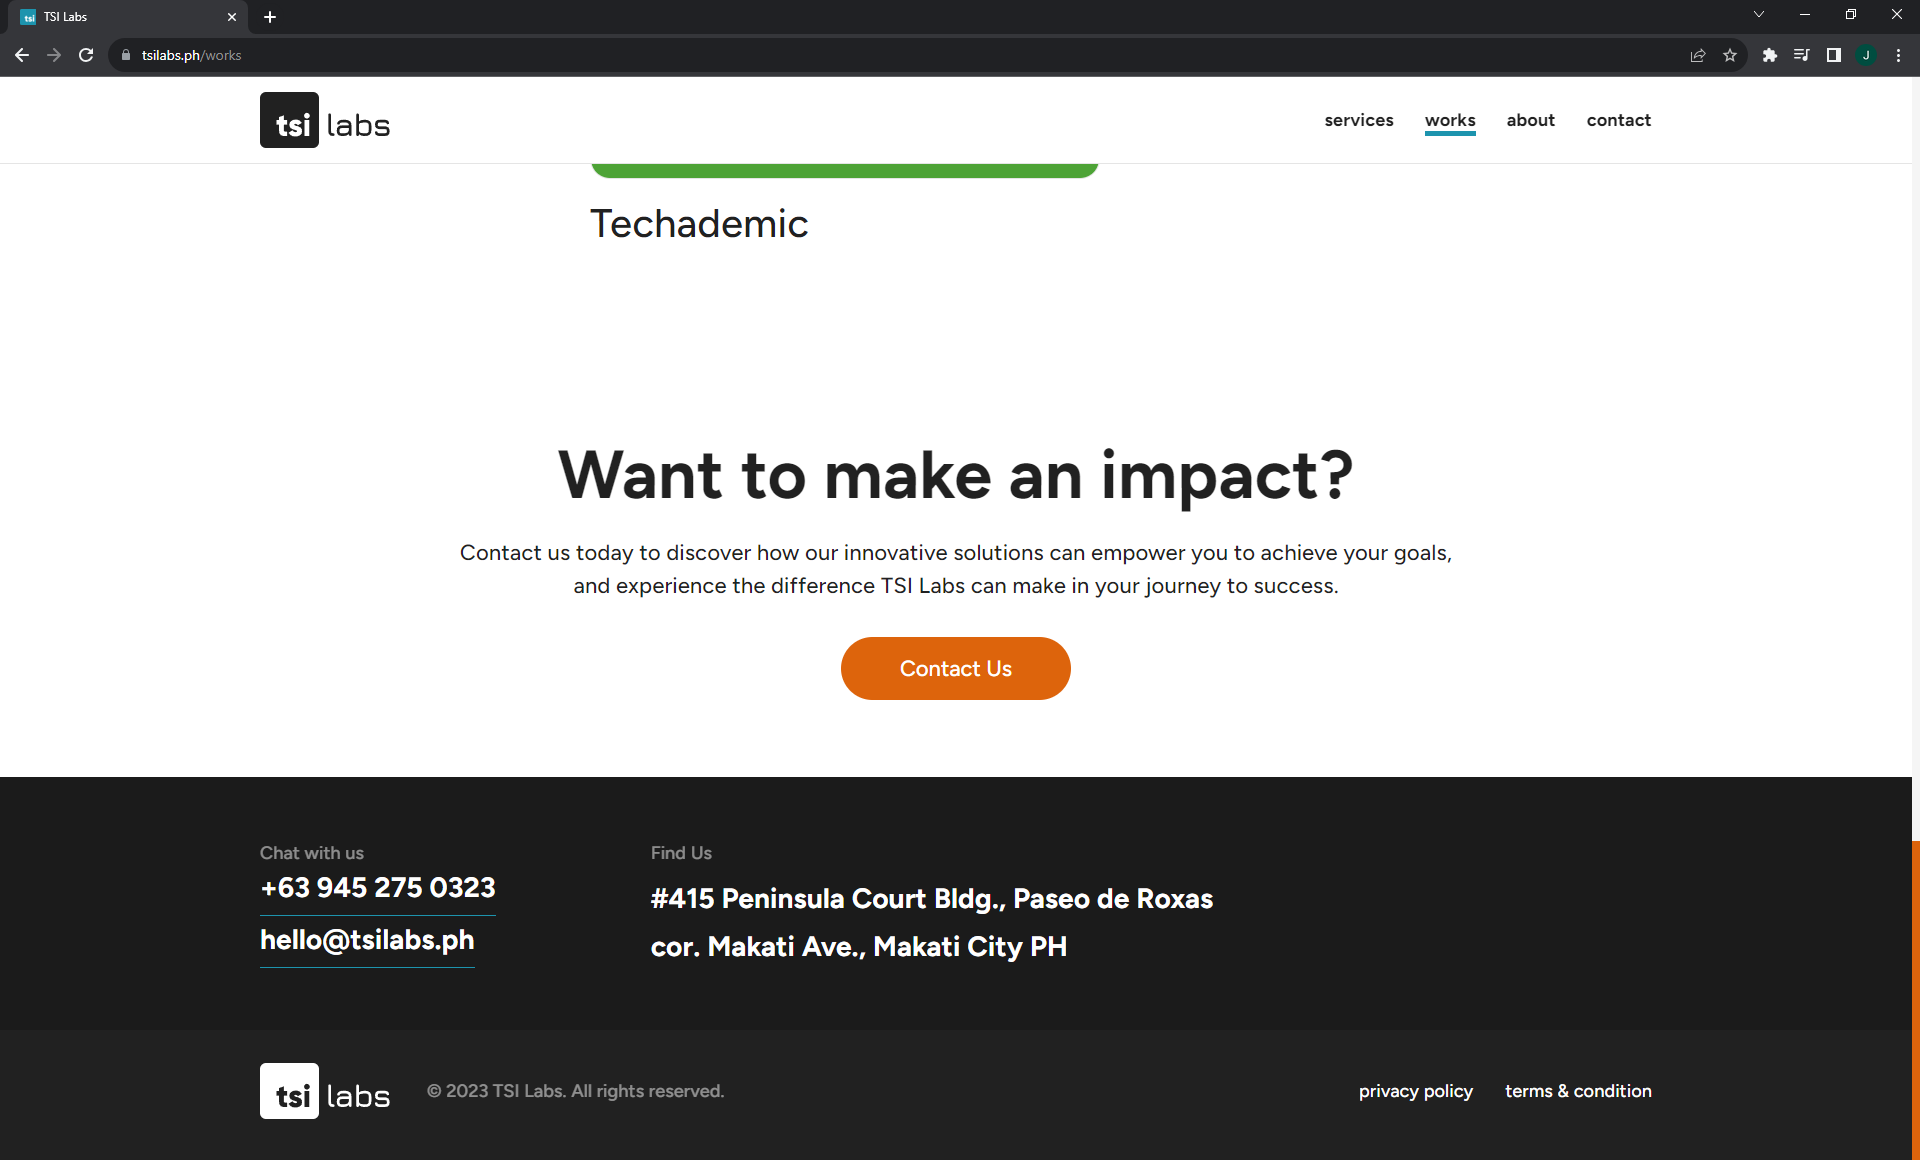 tsi TSI Labs
tsilabs.ph/works
J
tsi labs
services works about contact
Techademic
Want to make an impact?
Contact us today to discover how our innovative solutions can empower you to achieve your goals,
and experience the difference TSI Labs can make in your journey to success.
Contact Us
Chat with us
+63 945 275 0323
hello@tsilabs.ph
Find Us
#415 Peninsula Court Bldg., Paseo de Roxas
cor. Makati Ave., Makati City PH
tsi labs
© 2023 TSI Labs. All rights reserved.
privacy policy terms & condition